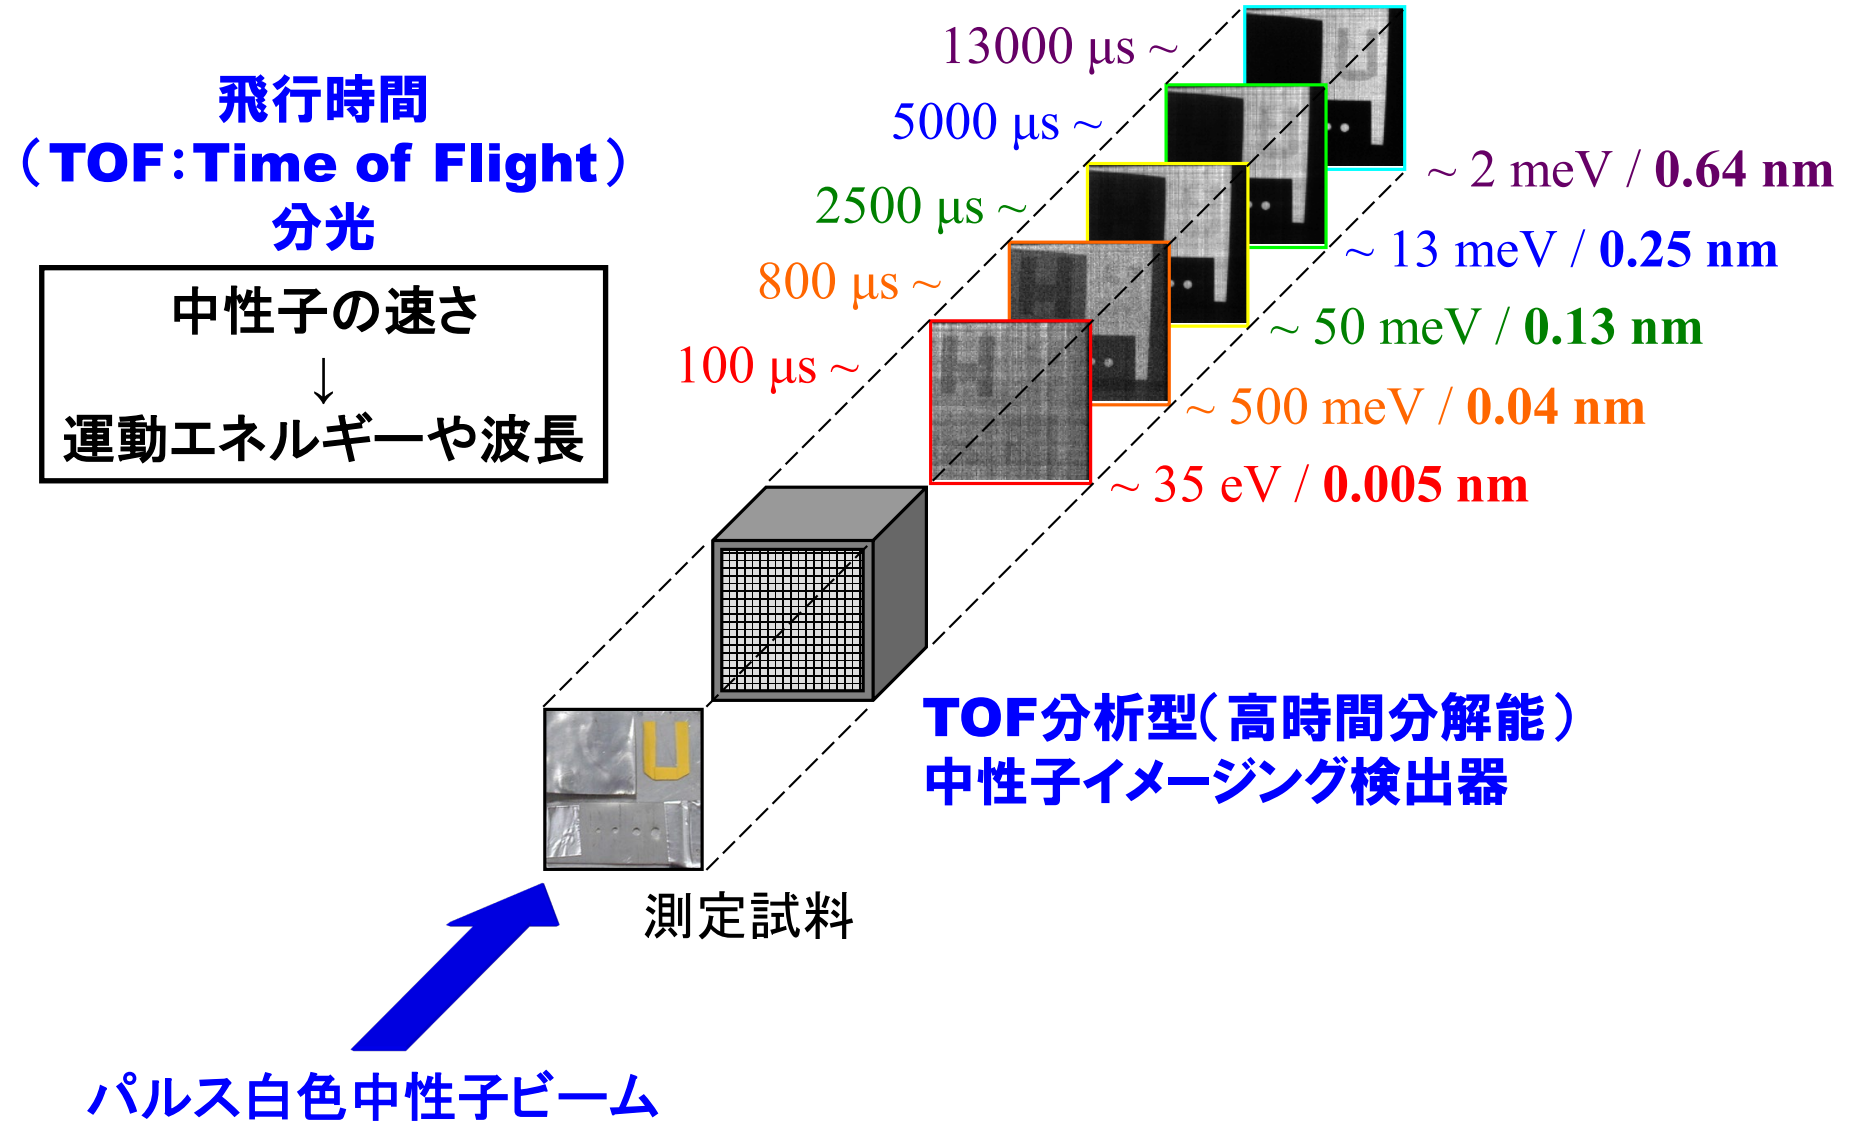 飛行時間
（TOF：Time of Flight）
分光
中性子の速さ
↓
運動エネルギーや波長
13000 μs ~
5000 μs ~
2500 μs ~
800 μs ~
100 μs ~
~ 2 meV / 0.64 nm
~ 13 meV / 0.25 nm
~ 50 meV / 0.13 nm
~ 500 meV / 0.04 nm
~ 35 eV / 0.005 nm
U
H
H
U
TOF分析型（高時間分解能）
中性子イメージング検出器
測定試料
パルス白色中性子ビーム